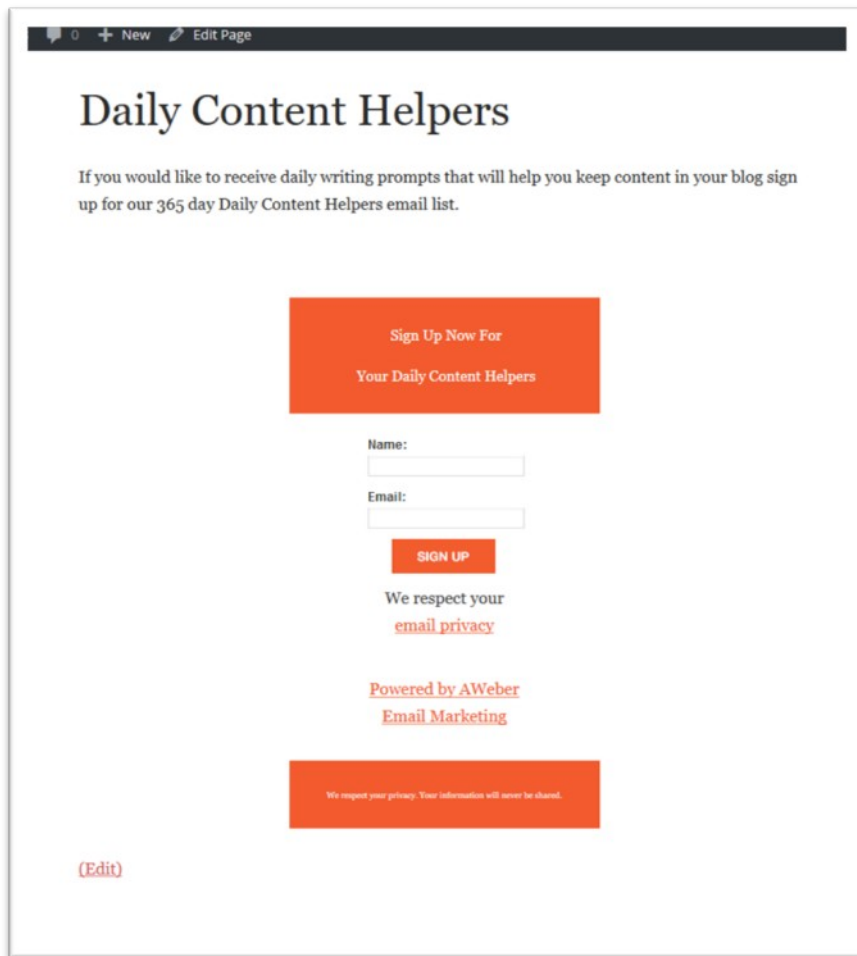 0 New Edit Page
Daily Content Helpers
If you would like to receive daily writing prompts that will help you keep content in your blog sign
up for our 365 day Daily Content Helpers email list.
Sign Up Now For
Your Daily Content Helpers
Name:
Email:
SIGN UP
We respect your
email privacy
Powered by AWeber
Email Marketing
We respect your privacy. Your information will never be shared.
(Edit)